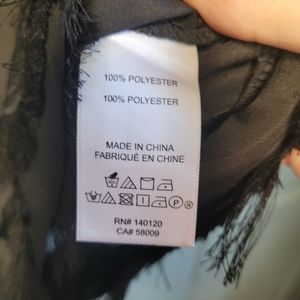 100% POLYESTER
100% POLYESTER
MADE IN CHINA
FABRIQUÉ EN CHINE
RN# 140120
CA# 58009